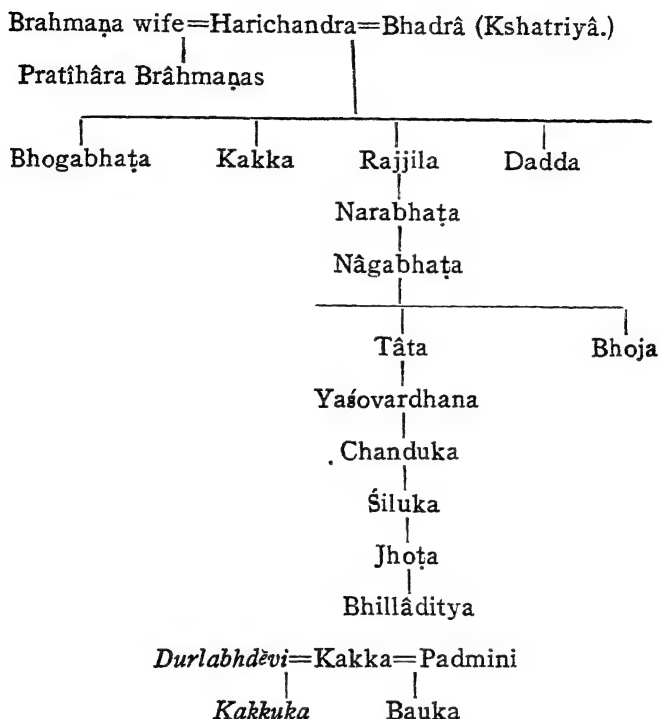 Brahmaṇa wife=Harichandra=Bhadrâ (Kshatriyâ.)
Pratîhâra Brâhmaṇas
Bhogabhaṭa Kakka Rajjila Dadda
Narabhaṭa
Nâgabhaṭa
Tâta Bhoja
Yaśovardhana
Chanduka
Śiluka
Jhoṭa
Bhillâditya
Durlabhdĕvi=Kakka=Padmini
Kakkuka Bauka